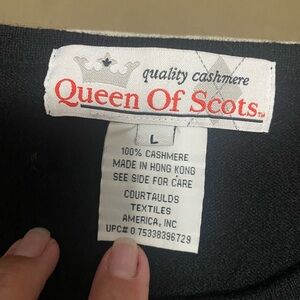 quality cashmere
Queen Of Scots™
L
100% CASHMERE
MADE IN HONG KONG
SEE SIDE FOR CARE
COURTAULDS
TEXTILES
AMERICA, INC
UPC# 0 75338396729